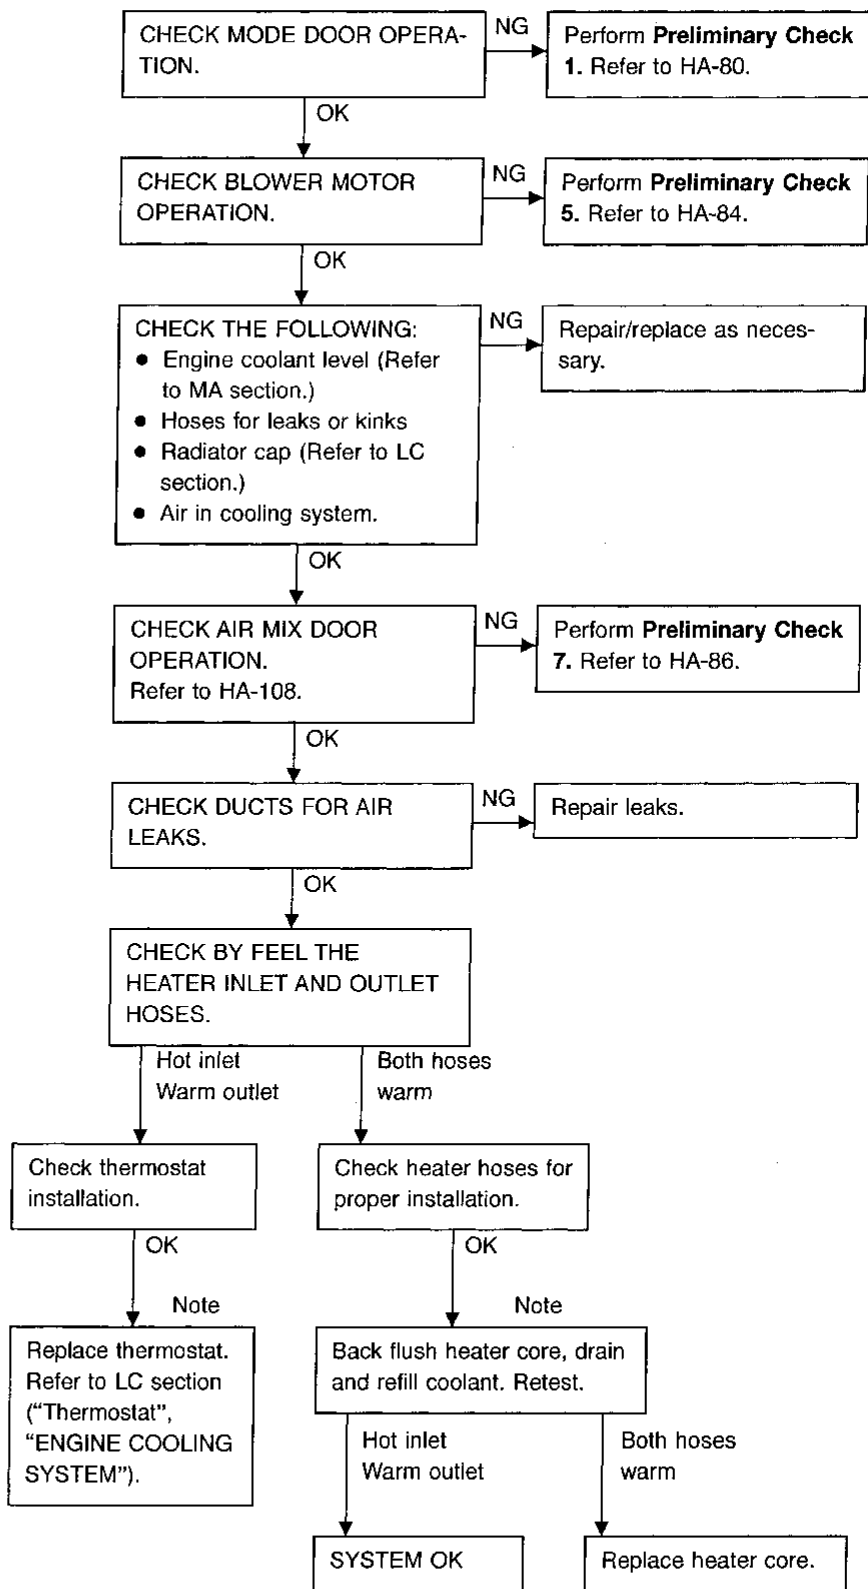 CHECK MODE DOOR OPERA-
TION.
NG
Perform Preliminary Check
1. Refer to HA-80.
OK
CHECK BLOWER MOTOR
OPERATION.
NG
Perform Preliminary Check
5. Refer to HA-84.
OK
CHECK THE FOLLOWING:
● Engine coolant level (Refer
to MA section.)
● Hoses for leaks or kinks
● Radiator cap (Refer to LC
section.)
● Air in cooling system.
NG
Repair/replace as neces-
sary.
OK
CHECK AIR MIX DOOR
OPERATION.
Refer to HA-108.
NG
Perform Preliminary Check
7. Refer to HA-86.
OK
CHECK DUCTS FOR AIR
LEAKS.
NG
Repair leaks.
OK
CHECK BY FEEL THE
HEATER INLET AND OUTLET
HOSES.
Hot inlet
Warm outlet
Both hoses
warm
Check thermostat
installation.
Check heater hoses for
proper installation.
OK
OK
Note
Note
Replace thermostat.
Refer to LC section
("Thermostat",
"ENGINE COOLING
SYSTEM").
Back flush heater core, drain
and refill coolant. Retest.
Hot inlet
Warm outlet
Both hoses
warm
SYSTEM OK
Replace heater core.